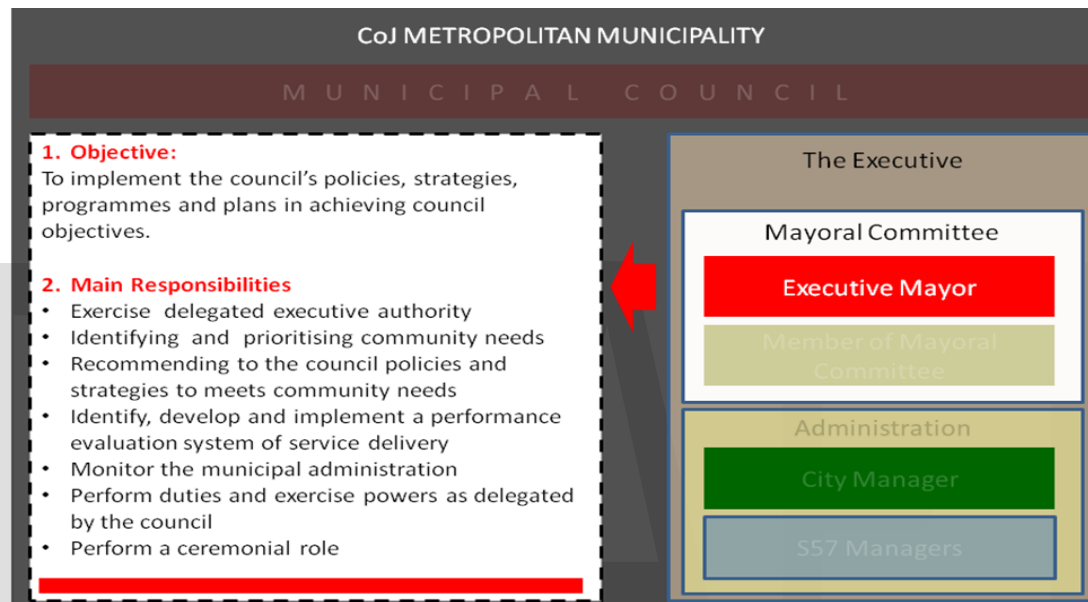 CoJ METROPOLITAN MUNICIPALITY
MUNICIPAL COUNCIL
1. Objective:
To implement the council's policies, strategies,
programmes and plans in achieving council
objectives.
2. Main Responsibilities
• Exercise delegated executive authority
• Identifying and prioritising community needs
• Recommending to the council policies and
strategies to meets community needs
• Identify, develop and implement a performance
evaluation system of service delivery
• Monitor the municipal administration
• Perform duties and exercise powers as delegated
by the council
• Perform a ceremonial role
The Executive
Mayoral Committee
Executive Mayor
Member of Mayoral
Committee
Administration
City Manager
S57 Managers